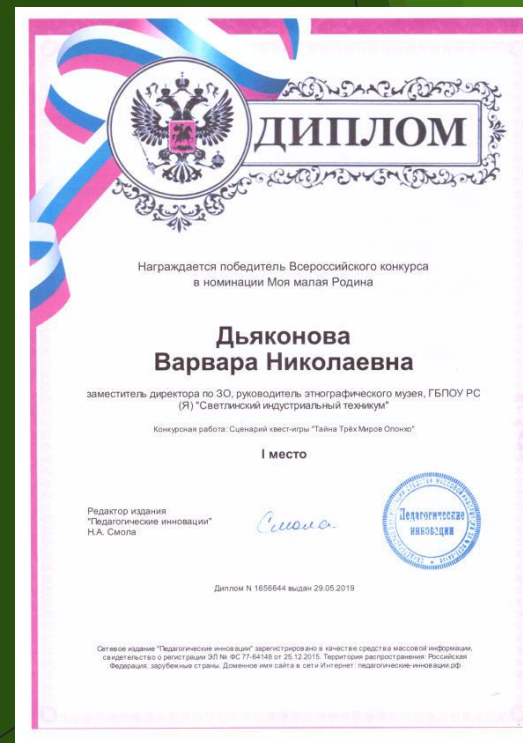 ДИПЛОМ
Награждается победитель Всероссийского конкурса
в номинации Моя малая Родина
Дьяконова
Варвара Николаевна
заместитель директора по ЗО, руководитель этнографического музея, ГБПОУ РС
(Я) "Светлинский индустриальный техникум"
Конкурсная работа: Сценарий квест-игры "Тайна Трёх Миров Олонхо"
I место
Редактор издания
"Педагогические инновации"
Н.А. Смола
Смола
Педагогические
инновации
Диплом N 1656644 выдан 29.05.2019
Сетевое издание "Педагогические инновации" зарегистрировано в качестве средства массовой информации,
свидетельство о регистрации ЭЛ № ФС 77-64148 от 25.12.2015. Территория распространения: Российская
Федерация, зарубежные страны. Доменное имя сайта в сети Интернет: педагогические-инновации.рф